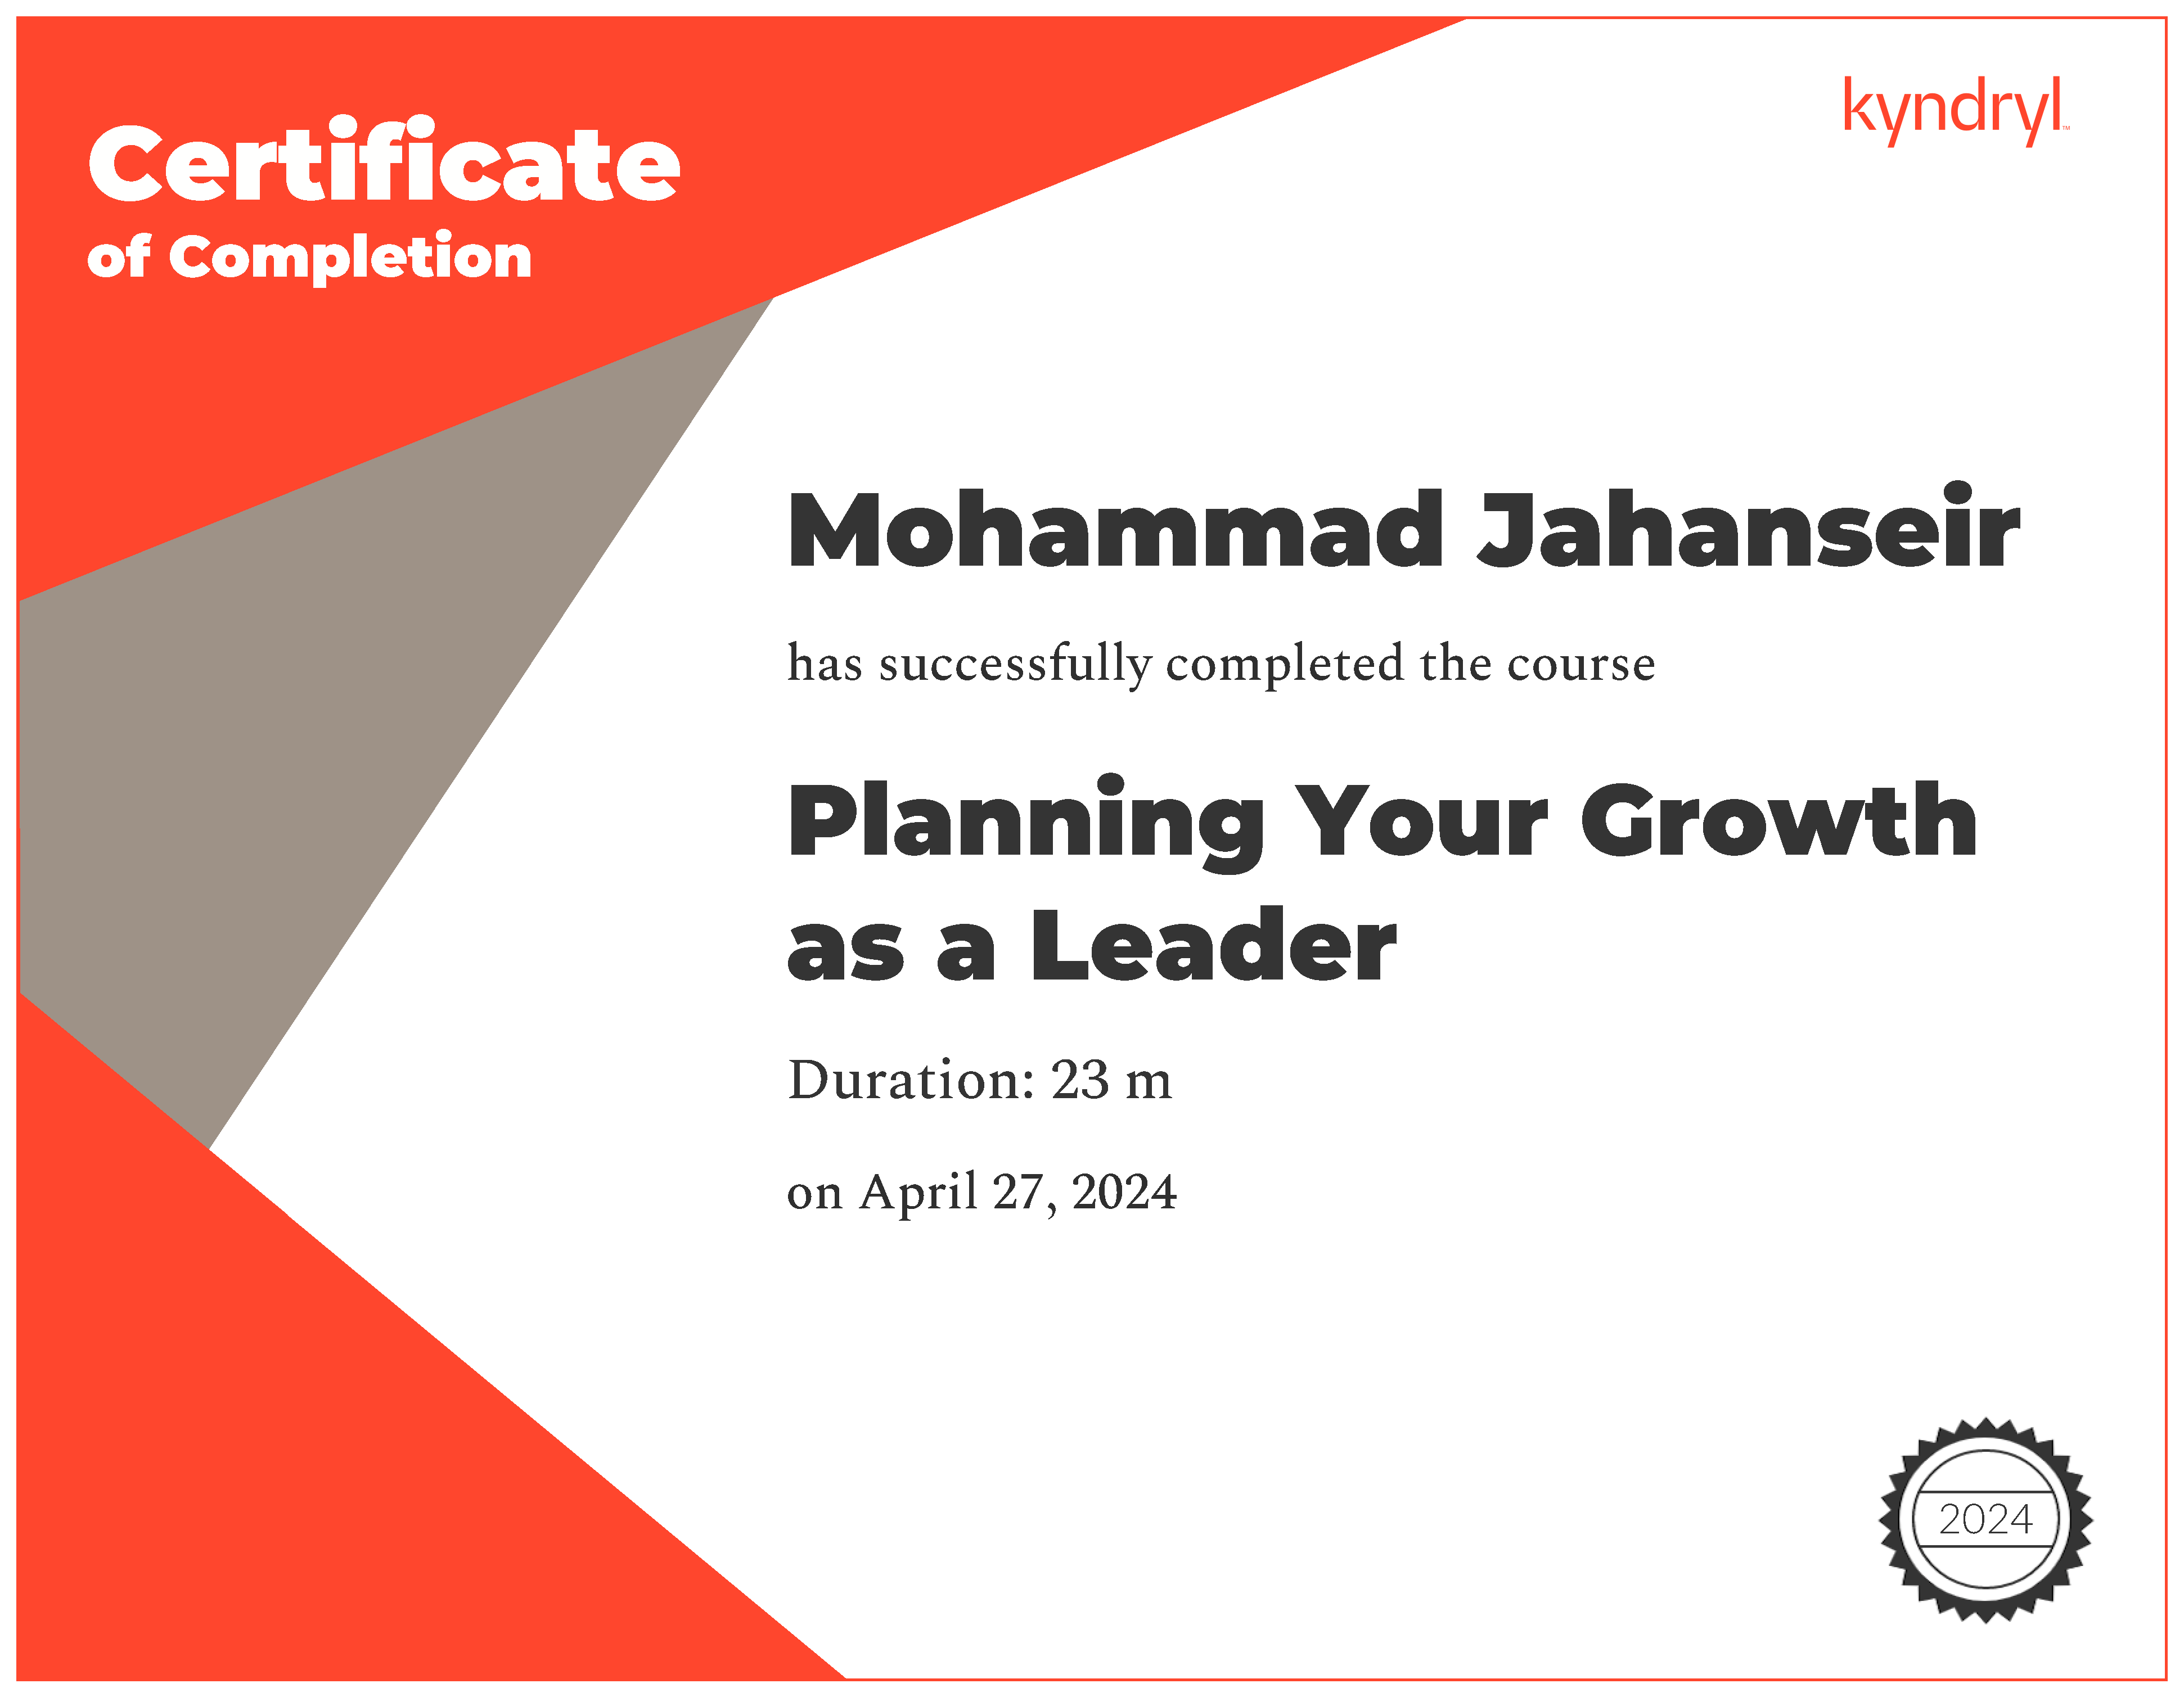 Certificate
of Completion
kyndryl™
Mohammad Jahanseir
has successfully completed the course
Planning Your Growth
as a Leader
Duration: 23 m
on April 27, 2024
2024